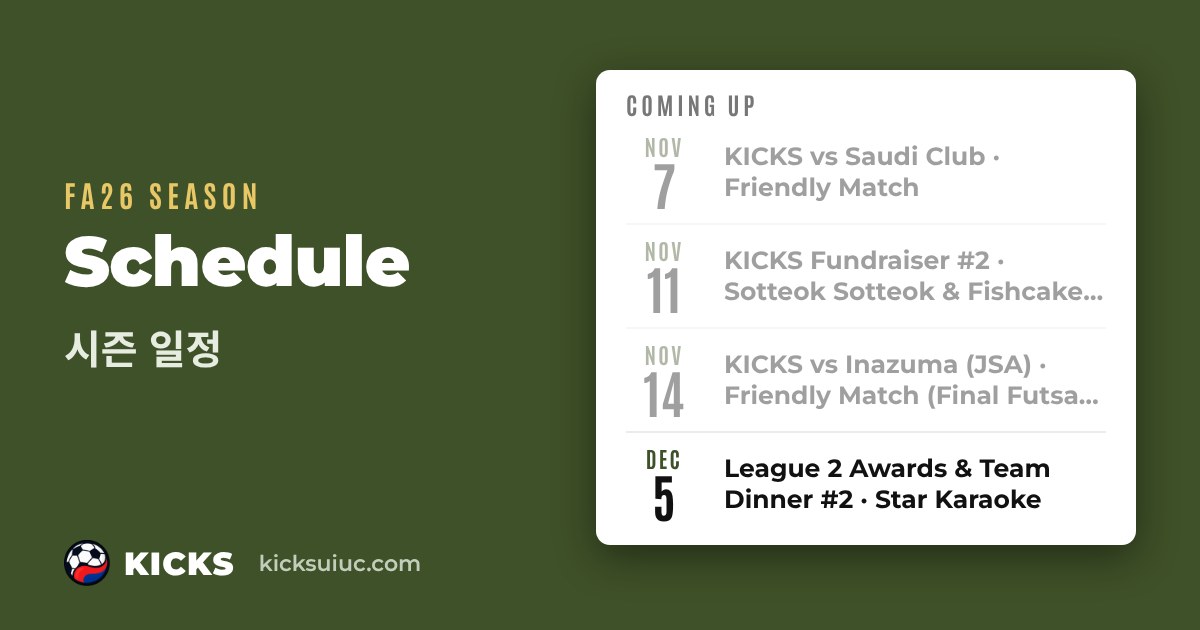 FA26 SEASON
Schedule
시즌 일정
KICKS kicksuiuc.com
COMING UP
NOV
7
KICKS vs Saudi Club ·
Friendly Match
NOV
11
KICKS Fundraiser #2 ·
Sotteok Sotteok & Fishcake...
NOV
14
KICKS vs Inazuma (JSA) ·
Friendly Match (Final Futsa...
DEC
5
League 2 Awards & Team
Dinner #2 · Star Karaoke